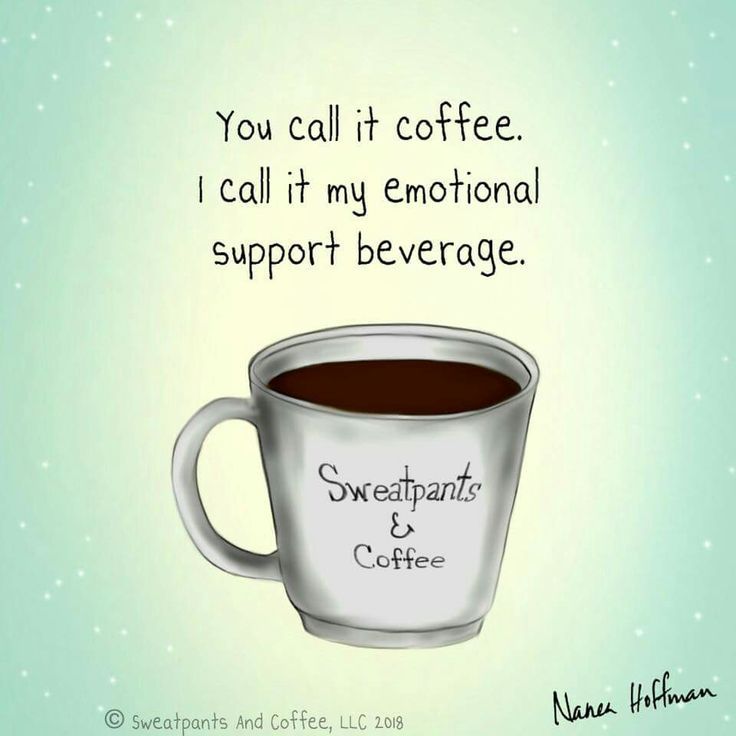 You call it coffee.
I call it my emotional
support beverage.
Sweatpants
&
Coffee
Nanea Hoffman
© Sweatpants And Coffee, LLC 2018